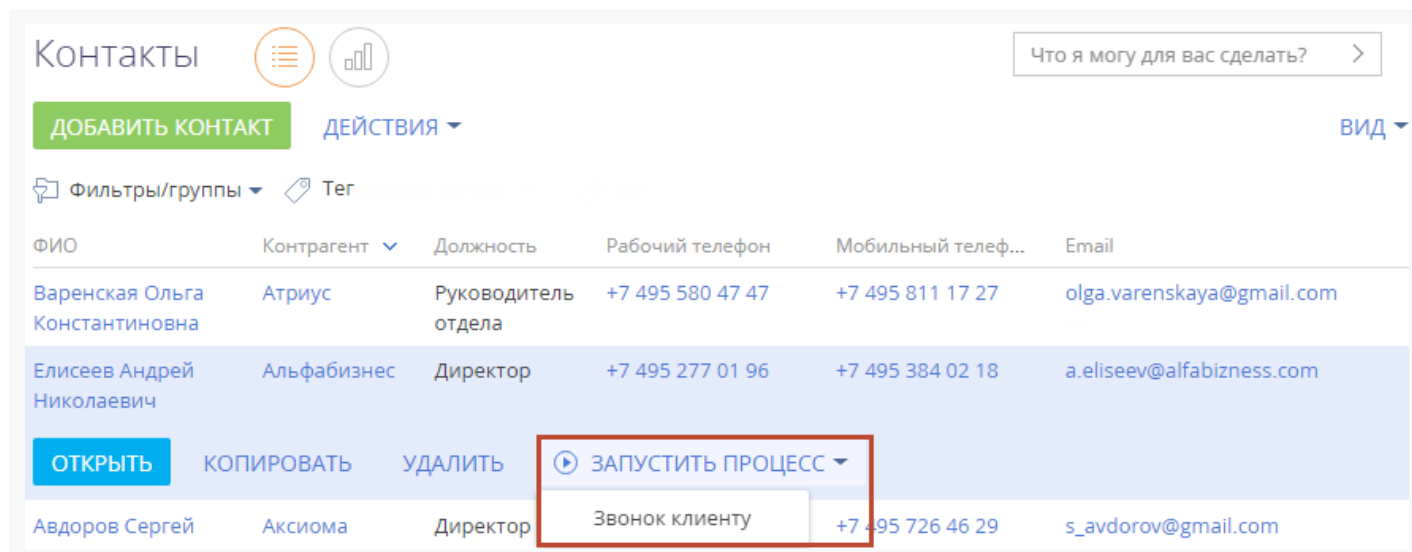 Контакты
Что я могу для вас сделать?
ДОБАВИТЬ КОНТАКТ ДЕЙСТВИЯ ВИД
Фильтры/группы Тег
ФИО Контрагент Должность Рабочий телефон Мобильный телеф... Email
Варенская Ольга Атриус Руководитель +7 495 580 47 47 +7 495 811 17 27 olga.varenskaya@gmail.com
Константиновна отдела
Елисеев Андрей Альфабизнес Директор +7 495 277 01 96 +7 495 384 02 18 a.eliseev@alfabizness.com
Николаевич
ОТКРЫТЬ КОПИРОВАТЬ УДАЛИТЬ ЗАПУСТИТЬ ПРОЦЕСС
Звонок клиенту
Авдоров Сергей Аксиома Директор +7 495 726 46 29 s_avdorov@gmail.com